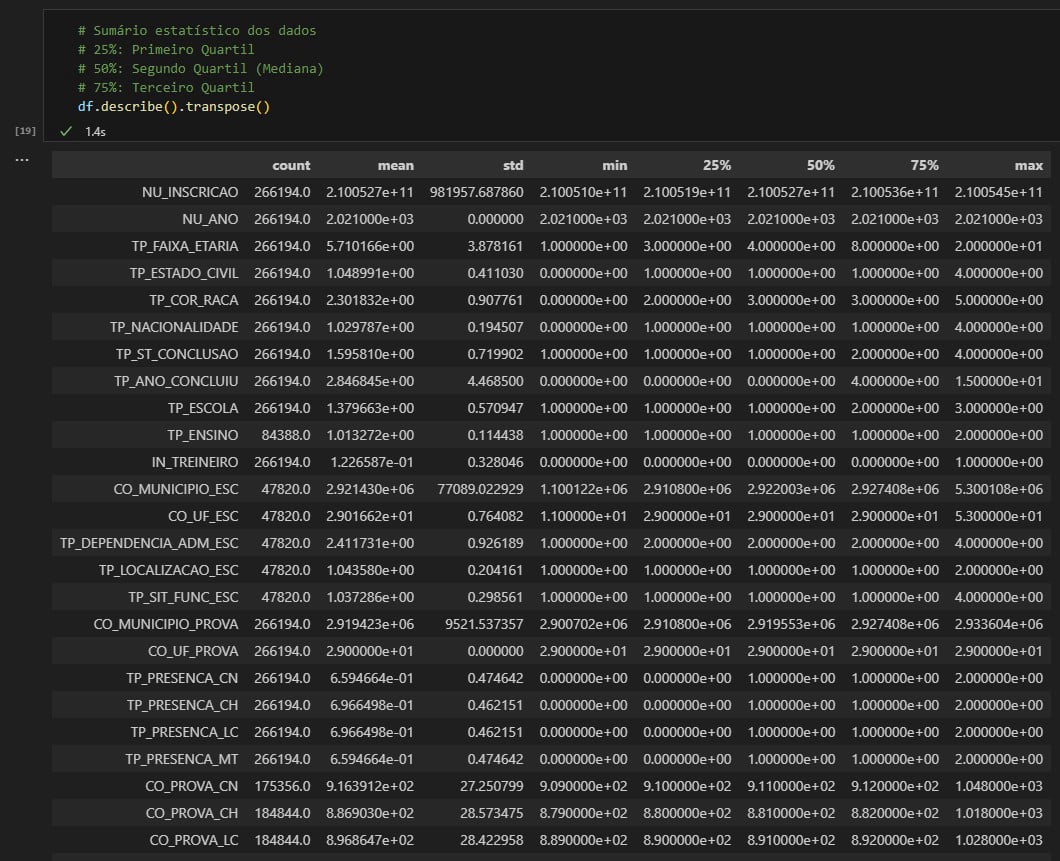 # Sumário estatístico dos dados
# 25%: Primeiro Quartil
# 50%: Segundo Quartil (Mediana)
# 75%: Terceiro Quartil
df.describe().transpose()
[19] ✓ 1.4s
...
count mean std min 25% 50% 75% max
NU_INSCRICAO 266194.0 2.100527e+11 981957.687860 2.100510e+11 2.100519e+11 2.100527e+11 2.100536e+11 2.100545e+11
NU_ANO 266194.0 2.021000e+03 0.000000 2.021000e+03 2.021000e+03 2.021000e+03 2.021000e+03 2.021000e+03
TP_FAIXA_ETARIA 266194.0 5.710166e+00 3.878161 1.000000e+00 3.000000e+00 4.000000e+00 8.000000e+00 2.000000e+01
TP_ESTADO_CIVIL 266194.0 1.048991e+00 0.411030 0.000000e+00 1.000000e+00 1.000000e+00 1.000000e+00 4.000000e+00
TP_COR_RACA 266194.0 2.301832e+00 0.907761 0.000000e+00 2.000000e+00 3.000000e+00 3.000000e+00 5.000000e+00
TP_NACIONALIDADE 266194.0 1.029787e+00 0.194507 0.000000e+00 1.000000e+00 1.000000e+00 1.000000e+00 4.000000e+00
TP_ST_CONCLUSAO 266194.0 1.595810e+00 0.719902 1.000000e+00 1.000000e+00 1.000000e+00 2.000000e+00 4.000000e+00
TP_ANO_CONCLUIU 266194.0 2.846845e+00 4.468500 0.000000e+00 0.000000e+00 0.000000e+00 4.000000e+00 1.500000e+01
TP_ESCOLA 266194.0 1.379663e+00 0.570947 1.000000e+00 1.000000e+00 1.000000e+00 2.000000e+00 3.000000e+00
TP_ENSINO 84388.0 1.013272e+00 0.114438 1.000000e+00 1.000000e+00 1.000000e+00 1.000000e+00 2.000000e+00
IN_TREINEIRO 266194.0 1.226587e-01 0.328046 0.000000e+00 0.000000e+00 0.000000e+00 0.000000e+00 1.000000e+00
CO_MUNICIPIO_ESC 47820.0 2.921430e+06 77089.022929 1.100122e+06 2.910800e+06 2.922003e+06 2.927408e+06 5.300108e+06
CO_UF_ESC 47820.0 2.901662e+01 0.764082 1.100000e+01 2.900000e+01 2.900000e+01 2.900000e+01 5.300000e+01
TP_DEPENDENCIA_ADM_ESC 47820.0 2.411731e+00 0.926189 1.000000e+00 2.000000e+00 2.000000e+00 2.000000e+00 4.000000e+00
TP_LOCALIZACAO_ESC 47820.0 1.043580e+00 0.204161 1.000000e+00 1.000000e+00 1.000000e+00 1.000000e+00 2.000000e+00
TP_SIT_FUNC_ESC 47820.0 1.037286e+00 0.298561 1.000000e+00 1.000000e+00 1.000000e+00 1.000000e+00 4.000000e+00
CO_MUNICIPIO_PROVA 266194.0 2.919423e+06 9521.537357 2.900702e+06 2.910800e+06 2.919553e+06 2.927408e+06 2.933604e+06
CO_UF_PROVA 266194.0 2.900000e+01 0.000000 2.900000e+01 2.900000e+01 2.900000e+01 2.900000e+01 2.900000e+01
TP_PRESENCA_CN 266194.0 6.594664e-01 0.474642 0.000000e+00 0.000000e+00 1.000000e+00 1.000000e+00 2.000000e+00
TP_PRESENCA_CH 266194.0 6.966498e-01 0.462151 0.000000e+00 0.000000e+00 1.000000e+00 1.000000e+00 2.000000e+00
TP_PRESENCA_LC 266194.0 6.966498e-01 0.462151 0.000000e+00 0.000000e+00 1.000000e+00 1.000000e+00 2.000000e+00
TP_PRESENCA_MT 266194.0 6.594664e-01 0.474642 0.000000e+00 0.000000e+00 1.000000e+00 1.000000e+00 2.000000e+00
CO_PROVA_CN 175356.0 9.163912e+02 27.250799 9.090000e+02 9.100000e+02 9.110000e+02 9.120000e+02 1.048000e+03
CO_PROVA_CH 184844.0 8.869030e+02 28.573475 8.790000e+02 8.800000e+02 8.810000e+02 8.820000e+02 1.018000e+03
CO_PROVA_LC 184844.0 8.968647e+02 28.422958 8.890000e+02 8.900000e+02 8.910000e+02 8.920000e+02 1.028000e+03